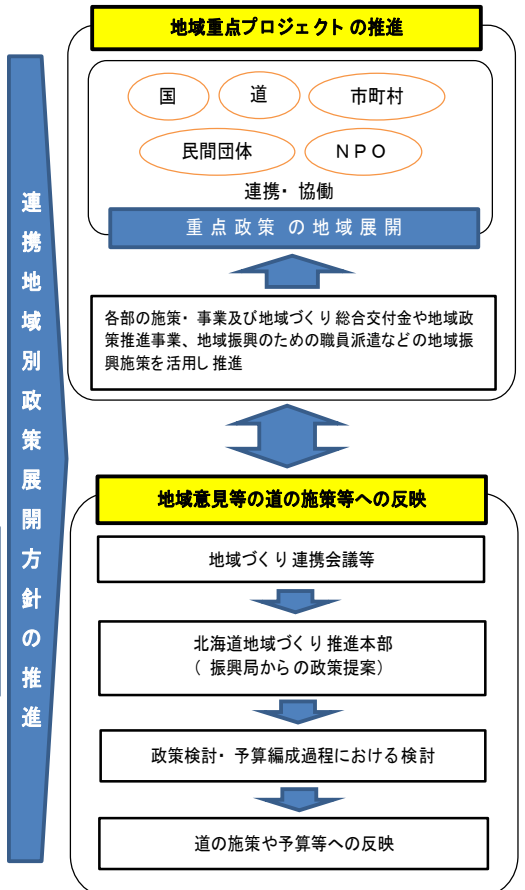 地域重点プロジェクトの推進
国
道
市町村
民間団体
NPO
連携・協働
重点政策の地域展開
各部の施策・事業及び地域づくり総合交付金や地域政
策推進事業、地域振興のための職員派遣などの地域振
興施策を活用し推進
連携地域別政策展開方針の推進
地域意見等の道の施策等への反映
地域づくり連携会議等
北海道地域づくり推進本部
(振興局からの政策提案)
政策検討・予算編成過程における検討
道の施策や予算等への反映